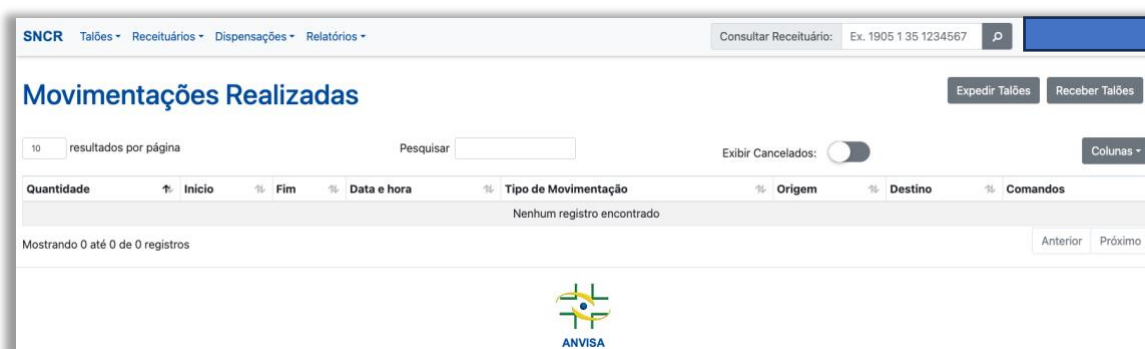 SNCR Talões Receituários Dispensações Relatórios Consultar Receituário: Ex. 1905 1 35 1234567
Movimentações Realizadas Expedir Talões Receber Talões
10 resultados por página Pesquisar Exibir Cancelados: Colunas
Quantidade Início Fim Data e hora Tipo de Movimentação Origem Destino Comandos
Nenhum registro encontrado
Mostrando 0 até 0 de 0 registros Anterior Próximo
ANVISA